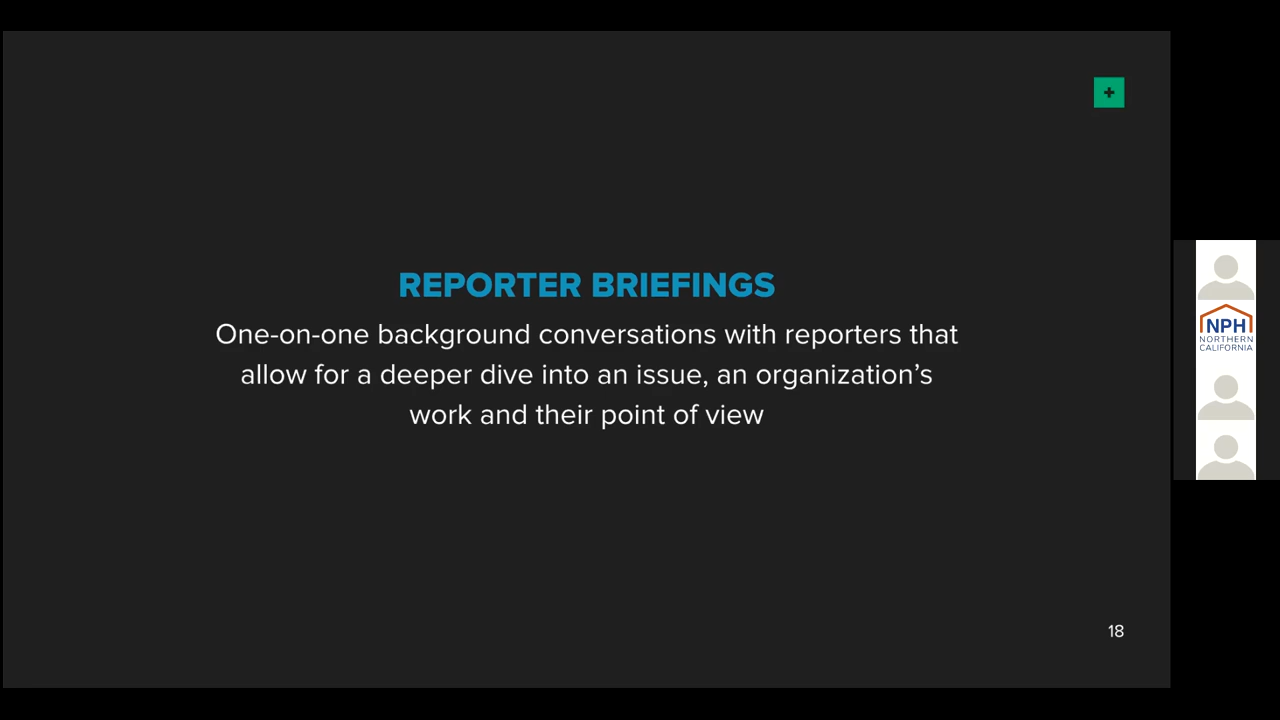 REPORTER BRIEFINGS
One-on-one background conversations with reporters that
allow for a deeper dive into an issue, an organization’s
work and their point of view
18
NPH
NORTHERN
CALIFORNIA